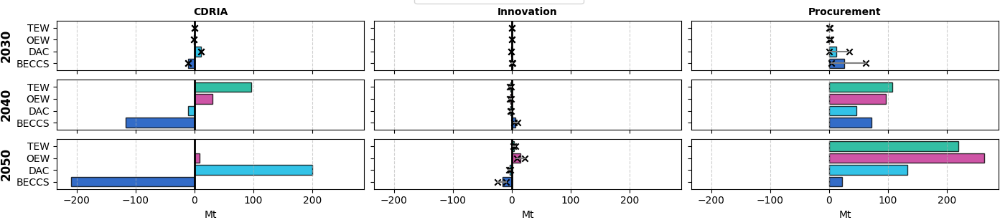 CDRIA Innovation Procurement
2030
TEW
OEW
DAC
BECCS
2040
TEW
OEW
DAC
BECCS
2050
TEW
OEW
DAC
BECCS
−200 −100 0 100 200 −200 −100 0 100 200 −200 −100 0 100 200
Mt Mt Mt